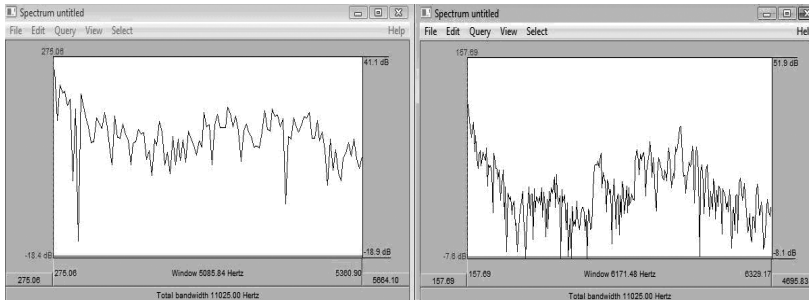 Spectrum untitled
File Edit Query View Select Help
275.06
41.1 dB
-18.4 dB
-18.9 dB
275.06
275.06
Window 5085.84 Hertz
5360.90
5664.10
Total bandwidth 11025.00 Hertz
Spectrum untitled
File Edit Query View Select Hel
157.69
51.9 dB
-7.6 dB
-8.1 dB
157.69
157.69
Window 6171.48 Hertz
6329.17
4695.83
Total bandwidth 11025.00 Hertz